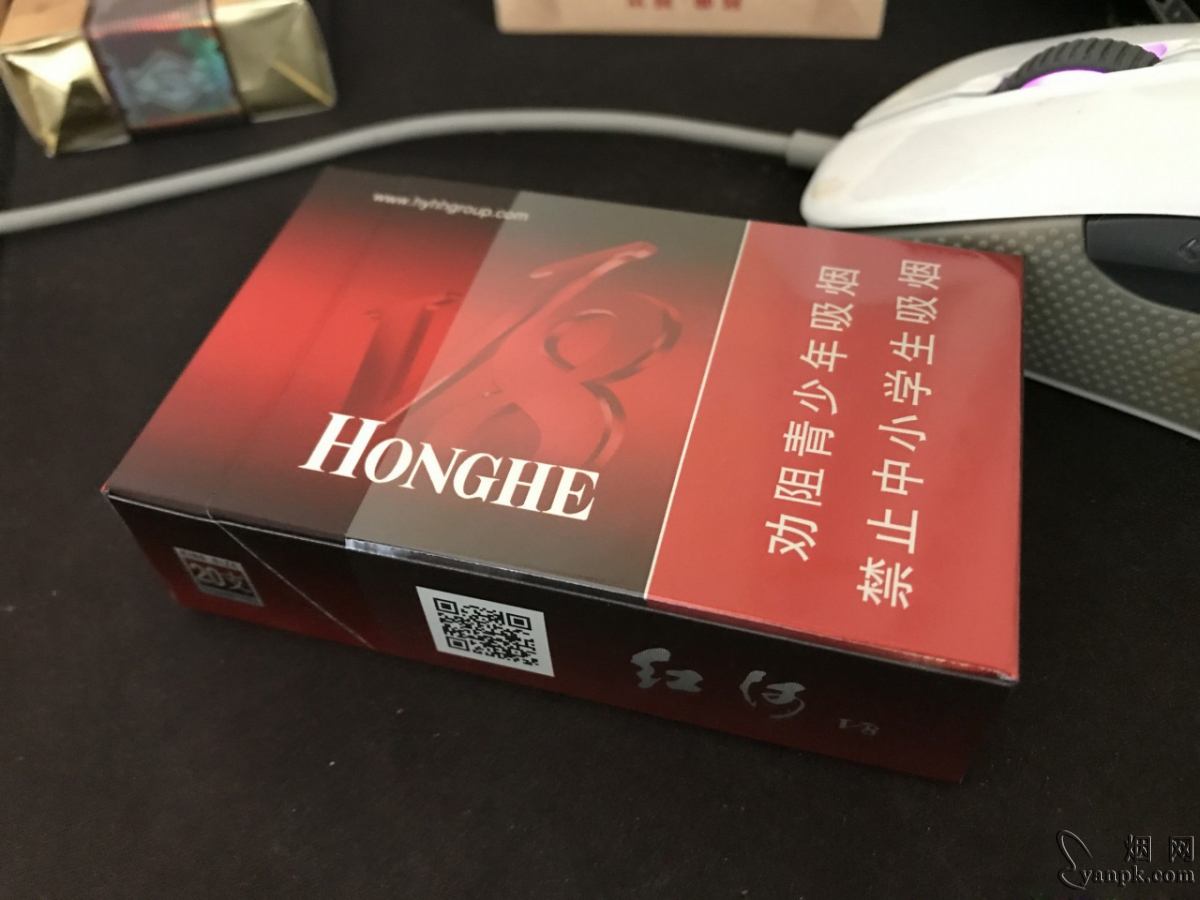 www.hyhhgroup.com
18
HONGHE
劝阻青少年吸烟
禁止中小学生吸烟
20支
红河
烟网
yanpk.com